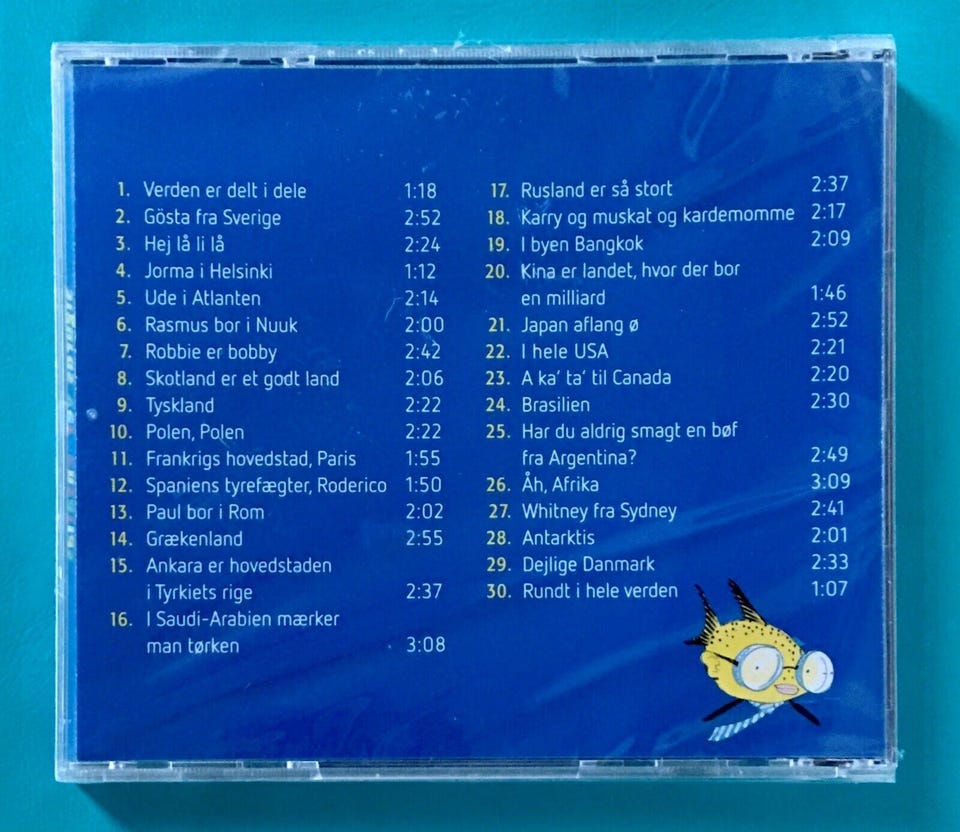 1. Verden er delt i dele 1:18
2. Gösta fra Sverige 2:52
3. Hej lå li lå 2:24
4. Jorma i Helsinki 1:12
5. Ude i Atlanten 2:14
6. Rasmus bor i Nuuk 2:00
7. Robbie er bobby 2:42
8. Skotland er et godt land 2:06
9. Tyskland 2:22
10. Polen, Polen 2:22
11. Frankrigs hovedstad, Paris 1:55
12. Spaniens tyrefægter, Roderico 1:50
13. Paul bor i Rom 2:02
14. Grækenland 2:55
15. Ankara er hovedstaden
i Tyrkiets rige 2:37
16. I Saudi-Arabien mærker
man tørken 3:08
17. Rusland er så stort 2:37
18. Karry og muskat og kardemomme 2:17
19. I byen Bangkok 2:09
20. Kina er landet, hvor der bor
en milliard 1:46
21. Japan aflang ø 2:52
22. I hele USA 2:21
23. A ka' ta' til Canada 2:20
24. Brasilien 2:30
25. Har du aldrig smagt en bøf
fra Argentina? 2:49
26. Åh, Afrika 3:09
27. Whitney fra Sydney 2:41
28. Antarktis 2:01
29. Dejlige Danmark 2:33
30. Rundt i hele verden 1:07